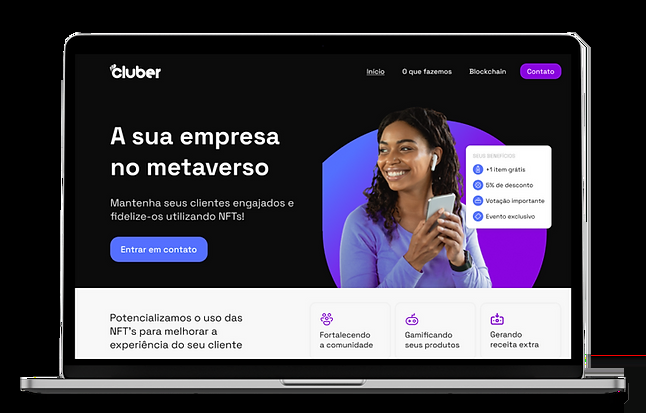 cluber
Início
O que fazemos
Blockchain
Contato
A sua empresa
no metaverso
Mantenha seus clientes engajados e
fidelize-os utilizando NFTs!
Entrar em contato
SEUS BENEFÍCIOS
+1 item grátis
5% de desconto
Votação importante
Evento exclusivo
Potencializamos o uso das
NFT's para melhorar a
experiência do seu cliente
Fortalecendo
a comunidade
Gamificando
seus produtos
Gerando
receita extra